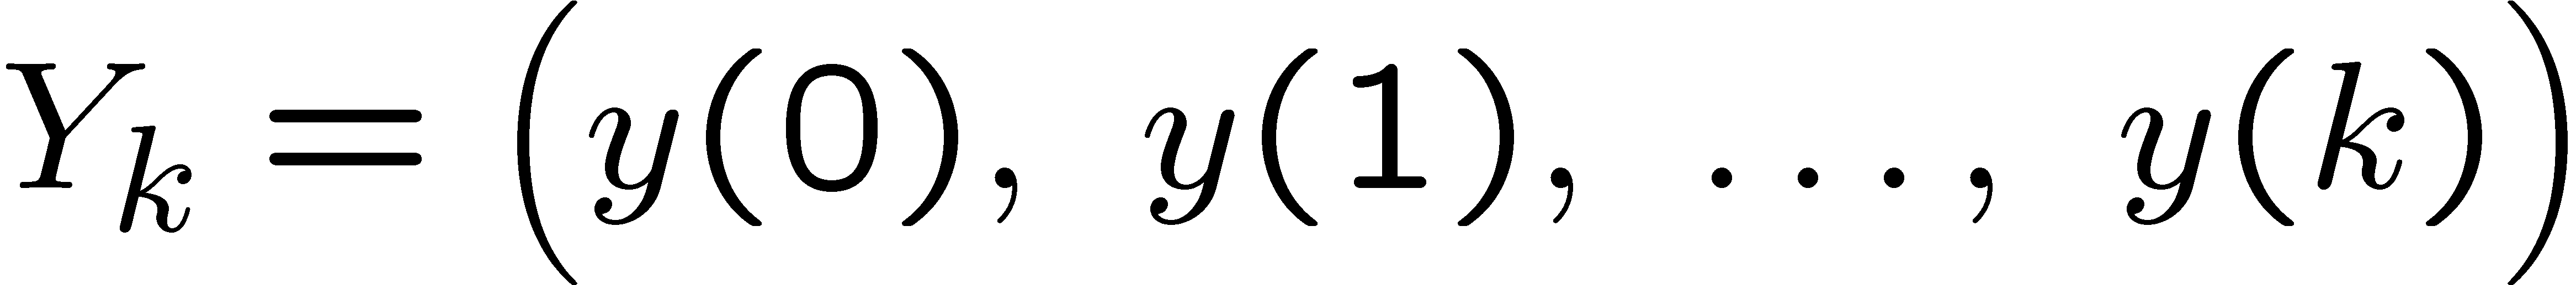 Y_k = (y(0), y(1), ..., y(k))